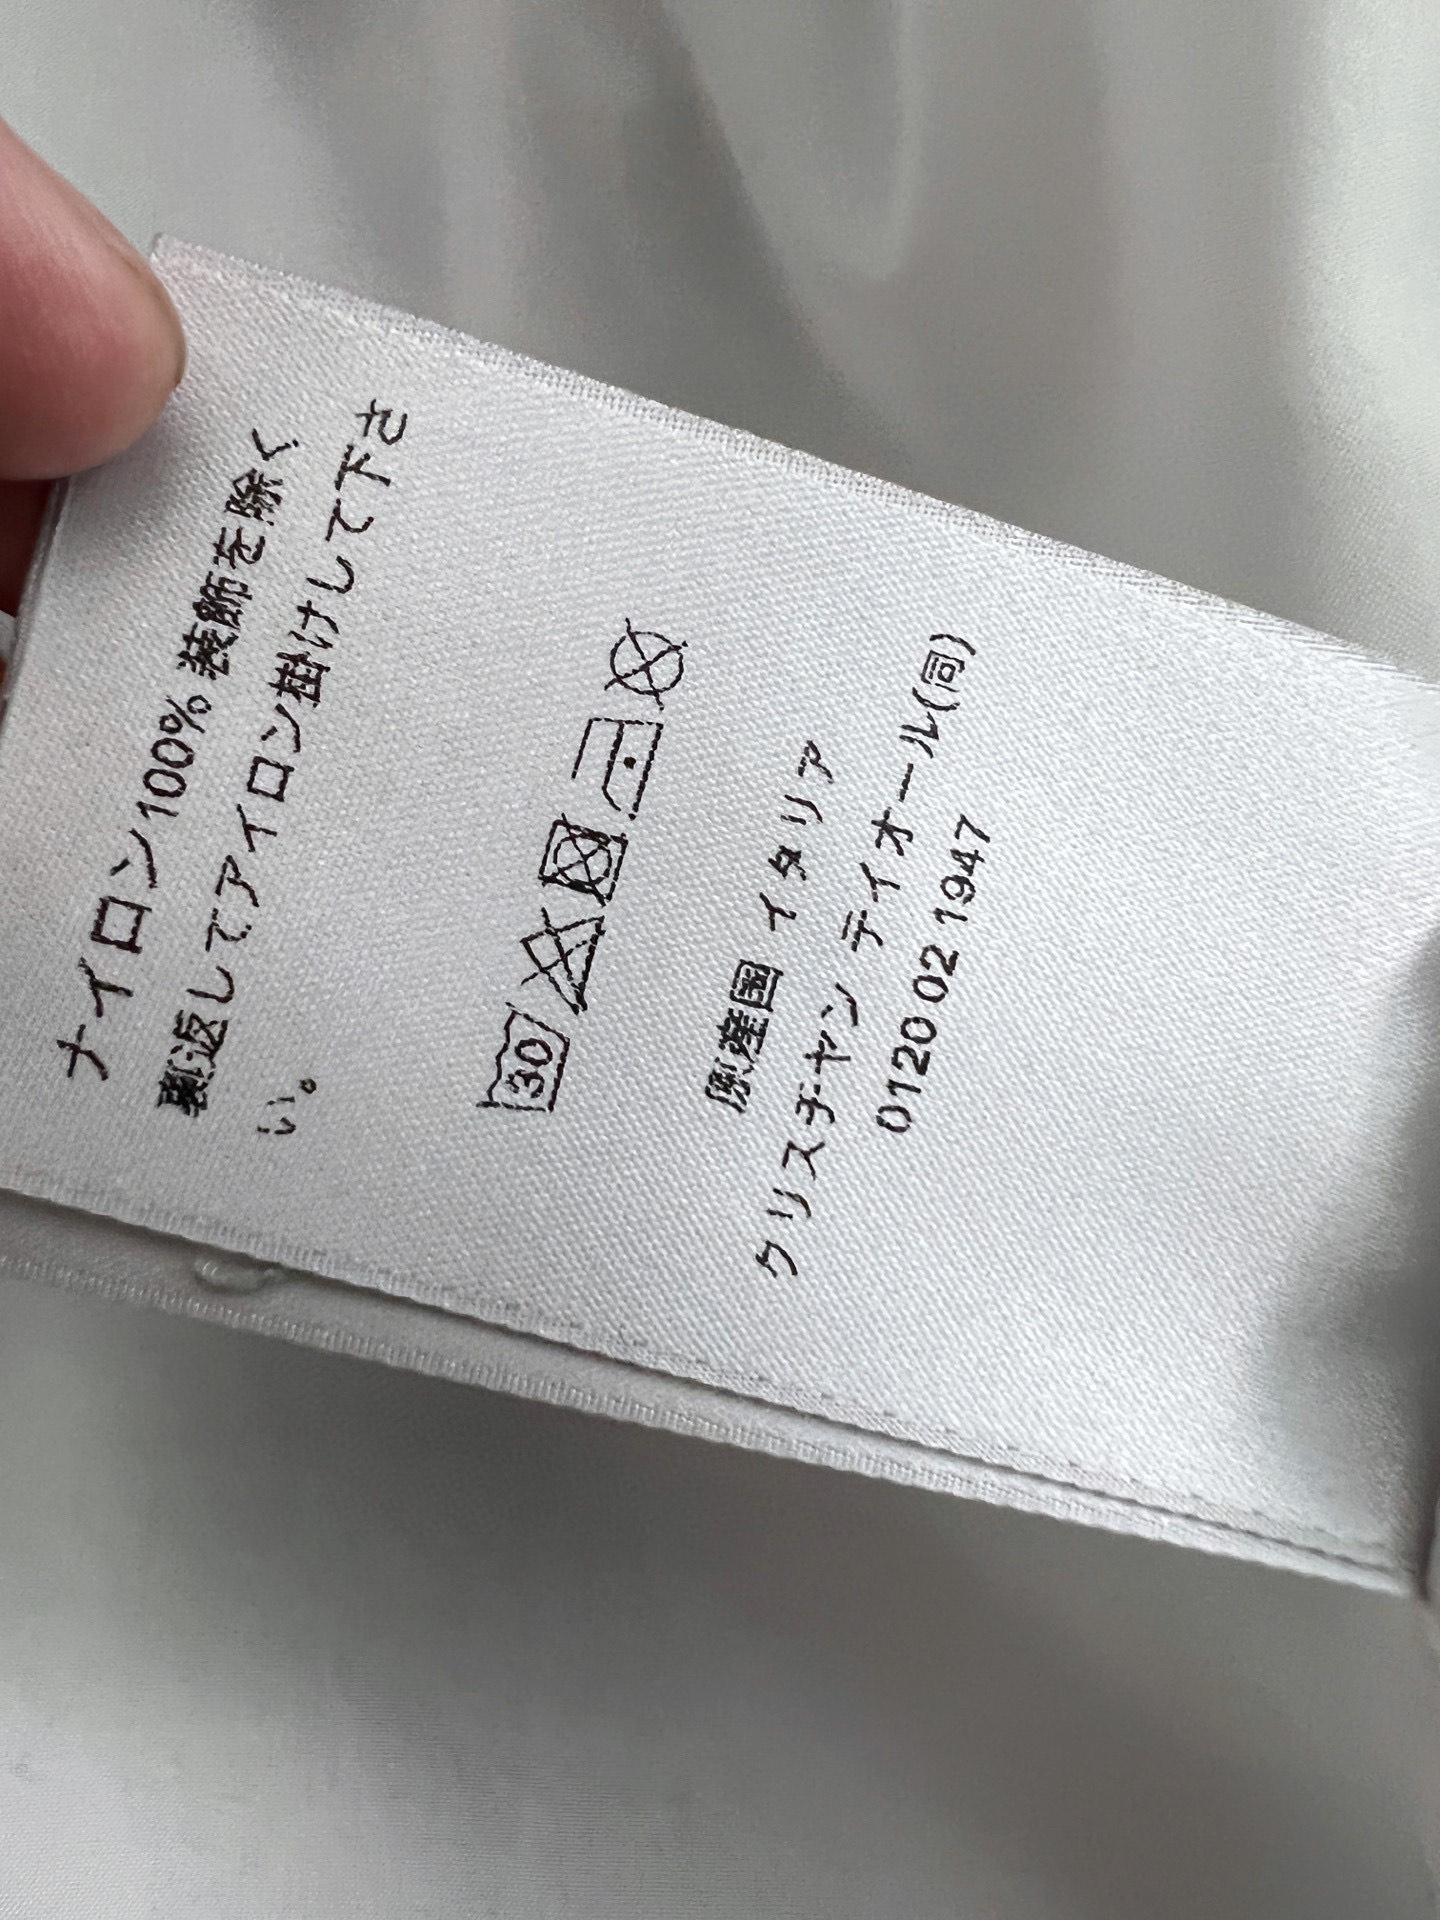 ナイロン100% 装飾を除く
裏返してアイロン掛けして下さ
い。
30
原産国 イタリア
クリスチャン ディオール(同)
0120 02 1947